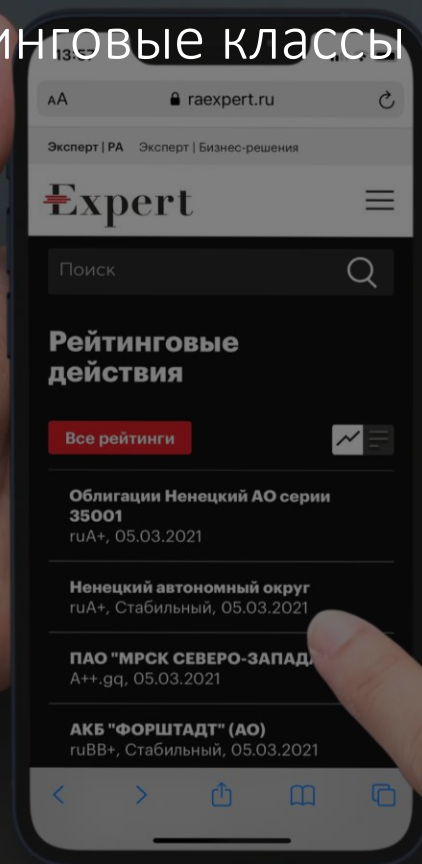 инговые классы
AA raexpert.ru
Эксперт | РА Эксперт | Бизнес-решения
Expert
Поиск
Рейтинговые
действия
Все рейтинги
Облигации Ненецкий АО серии
35001
ruA+, 05.03.2021
Ненецкий автономный округ
ruA+, Стабильный, 05.03.2021
ПАО "МРСК СЕВЕРО-ЗАПАДА
A++.gq, 05.03.2021
АКБ "ФОРШТАДТ" (АО)
ruBB+, Стабильный, 05.03.2021